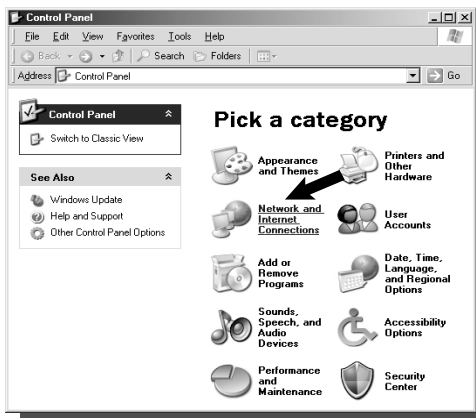 Control Panel
File Edit View Favorites Tools Help
Back Search Folders
Address Control Panel Go
Control Panel
Switch to Classic View
See Also
Windows Update
Help and Support
Other Control Panel Options
Pick a category
Appearance
and Themes
Printers and
Other
Hardware
Network and
Internet
Connections
User
Accounts
Add or
Remove
Programs
Date, Time,
Language,
and Regional
Options
Sounds,
Speech, and
Audio
Devices
Accessibility
Options
Performance
and
Maintenance
Security
Center